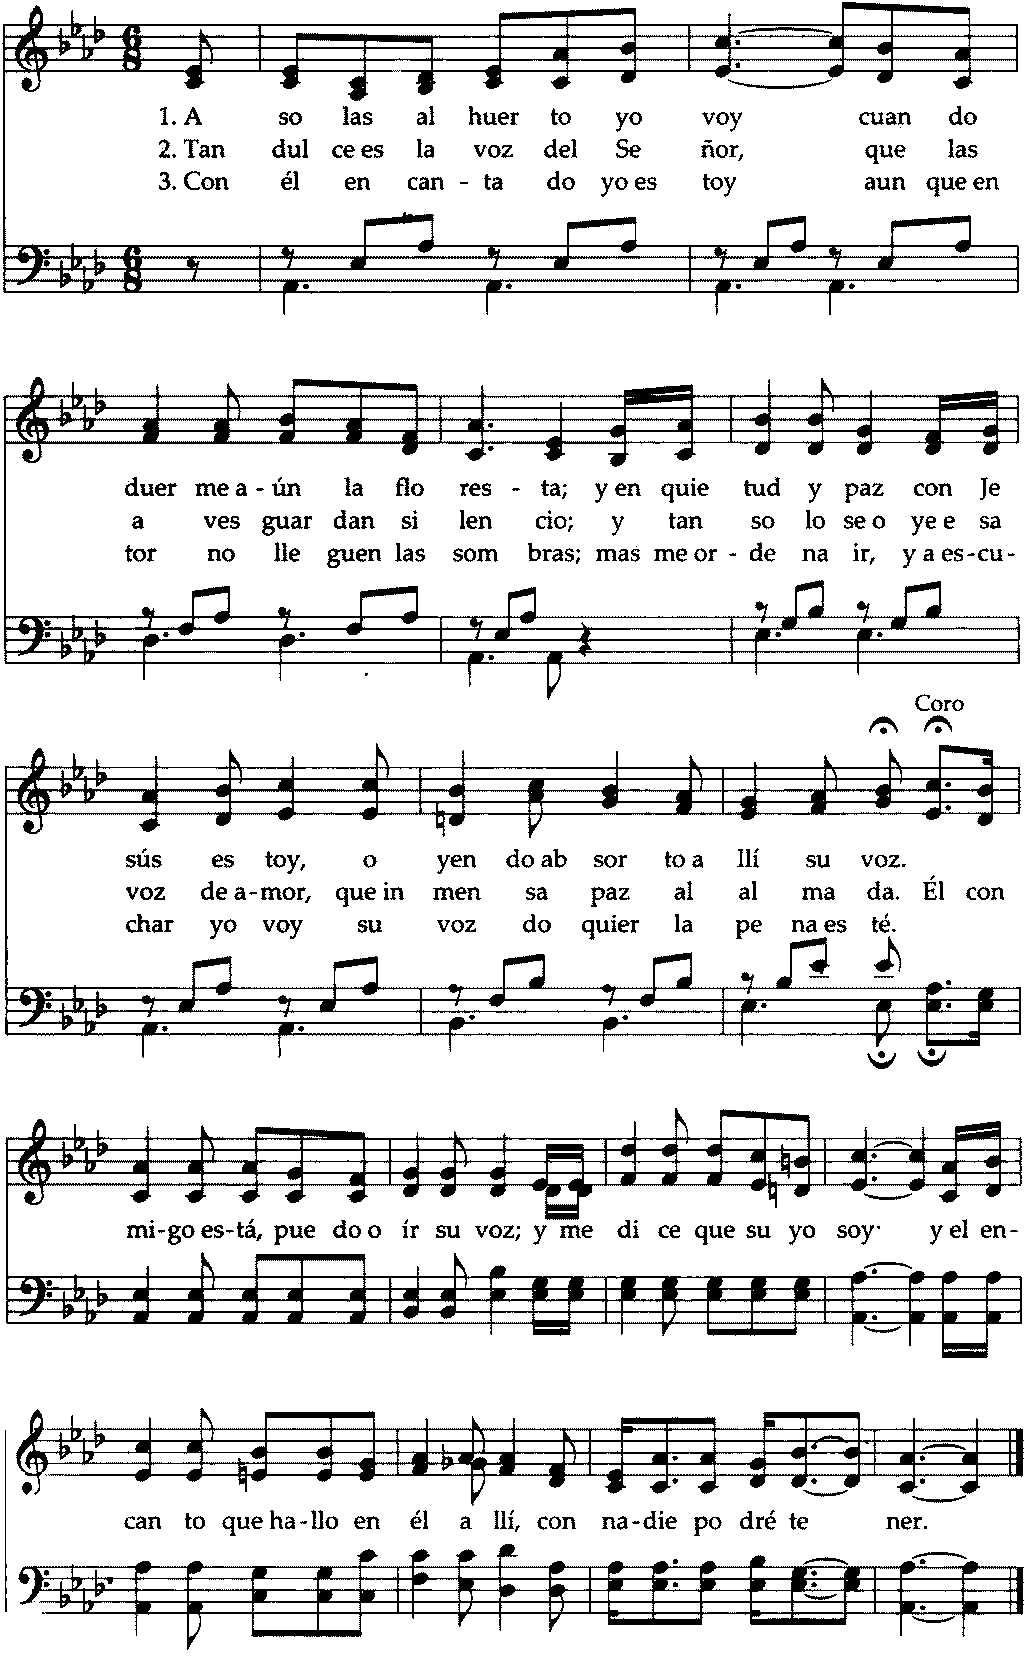 1. A so las al huer to yo voy cuan do
2. Tan dul ce es la voz del Se ñor, que las
3. Con él en can - ta do yo es toy aun que en
duer me a - ún la flo res - ta; y en quie tud y paz con Je
a ves guar dan si len cio; y tan so lo se o ye e sa
tor no lle guen las som bras; mas me or - de na ir, y a es - cu -
Coro
sús es toy, o yen do ab sor to a llí su voz.
voz de a - mor, que in men sa paz al al ma da. Él con
char yo voy su voz do quier la pe na es té.
mi - go es - tá, pue do o ír su voz; y me di ce que su yo soy y el en -
can to que ha - llo en él a llí, con na - die po dré te ner.